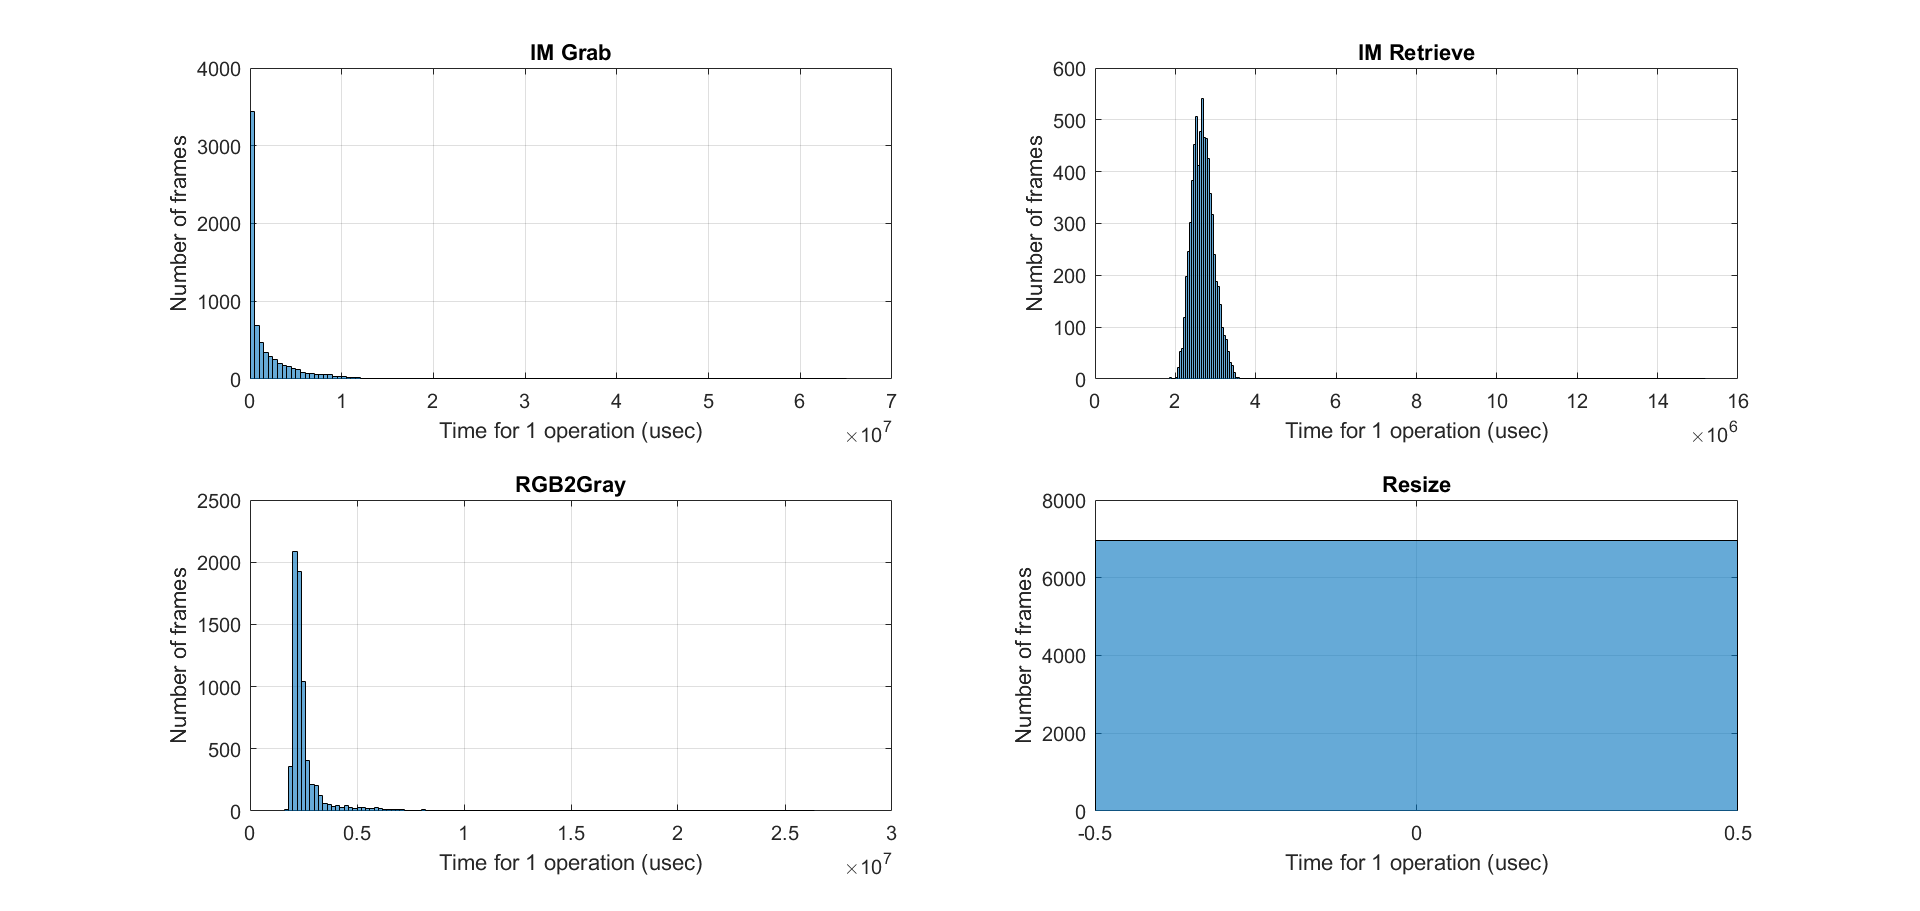 IM Grab
4000
3000
2000
1000
0
Number of frames
0 1 2 3 4 5 6 7
Time for 1 operation (usec)
×10^7
IM Retrieve
600
500
400
300
200
100
0
Number of frames
0 2 4 6 8 10 12 14 16
Time for 1 operation (usec)
×10^6
RGB2Gray
2500
2000
1500
1000
500
0
Number of frames
0 0.5 1 1.5 2 2.5 3
Time for 1 operation (usec)
×10^7
Resize
8000
6000
4000
2000
0
Number of frames
-0.5 0 0.5
Time for 1 operation (usec)